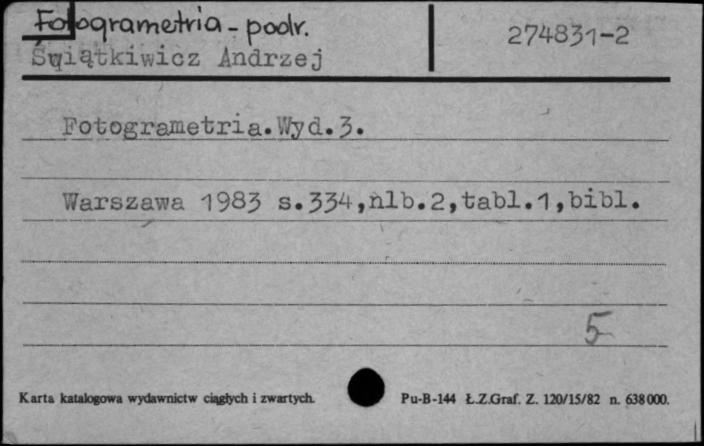 Fotogrametria - podr.
274831-2
Świątkiwicz Andrzej
Fotogrametria.Wyd.3.
Warszawa 1983 s.334,nlb.2,tabl.1,bibl.
5
Karta katalogowa wydawnictw ciągłych i zwartych.
Pu-B-144 Ł.Z.Graf. Z. 120/15/82 n. 638000.